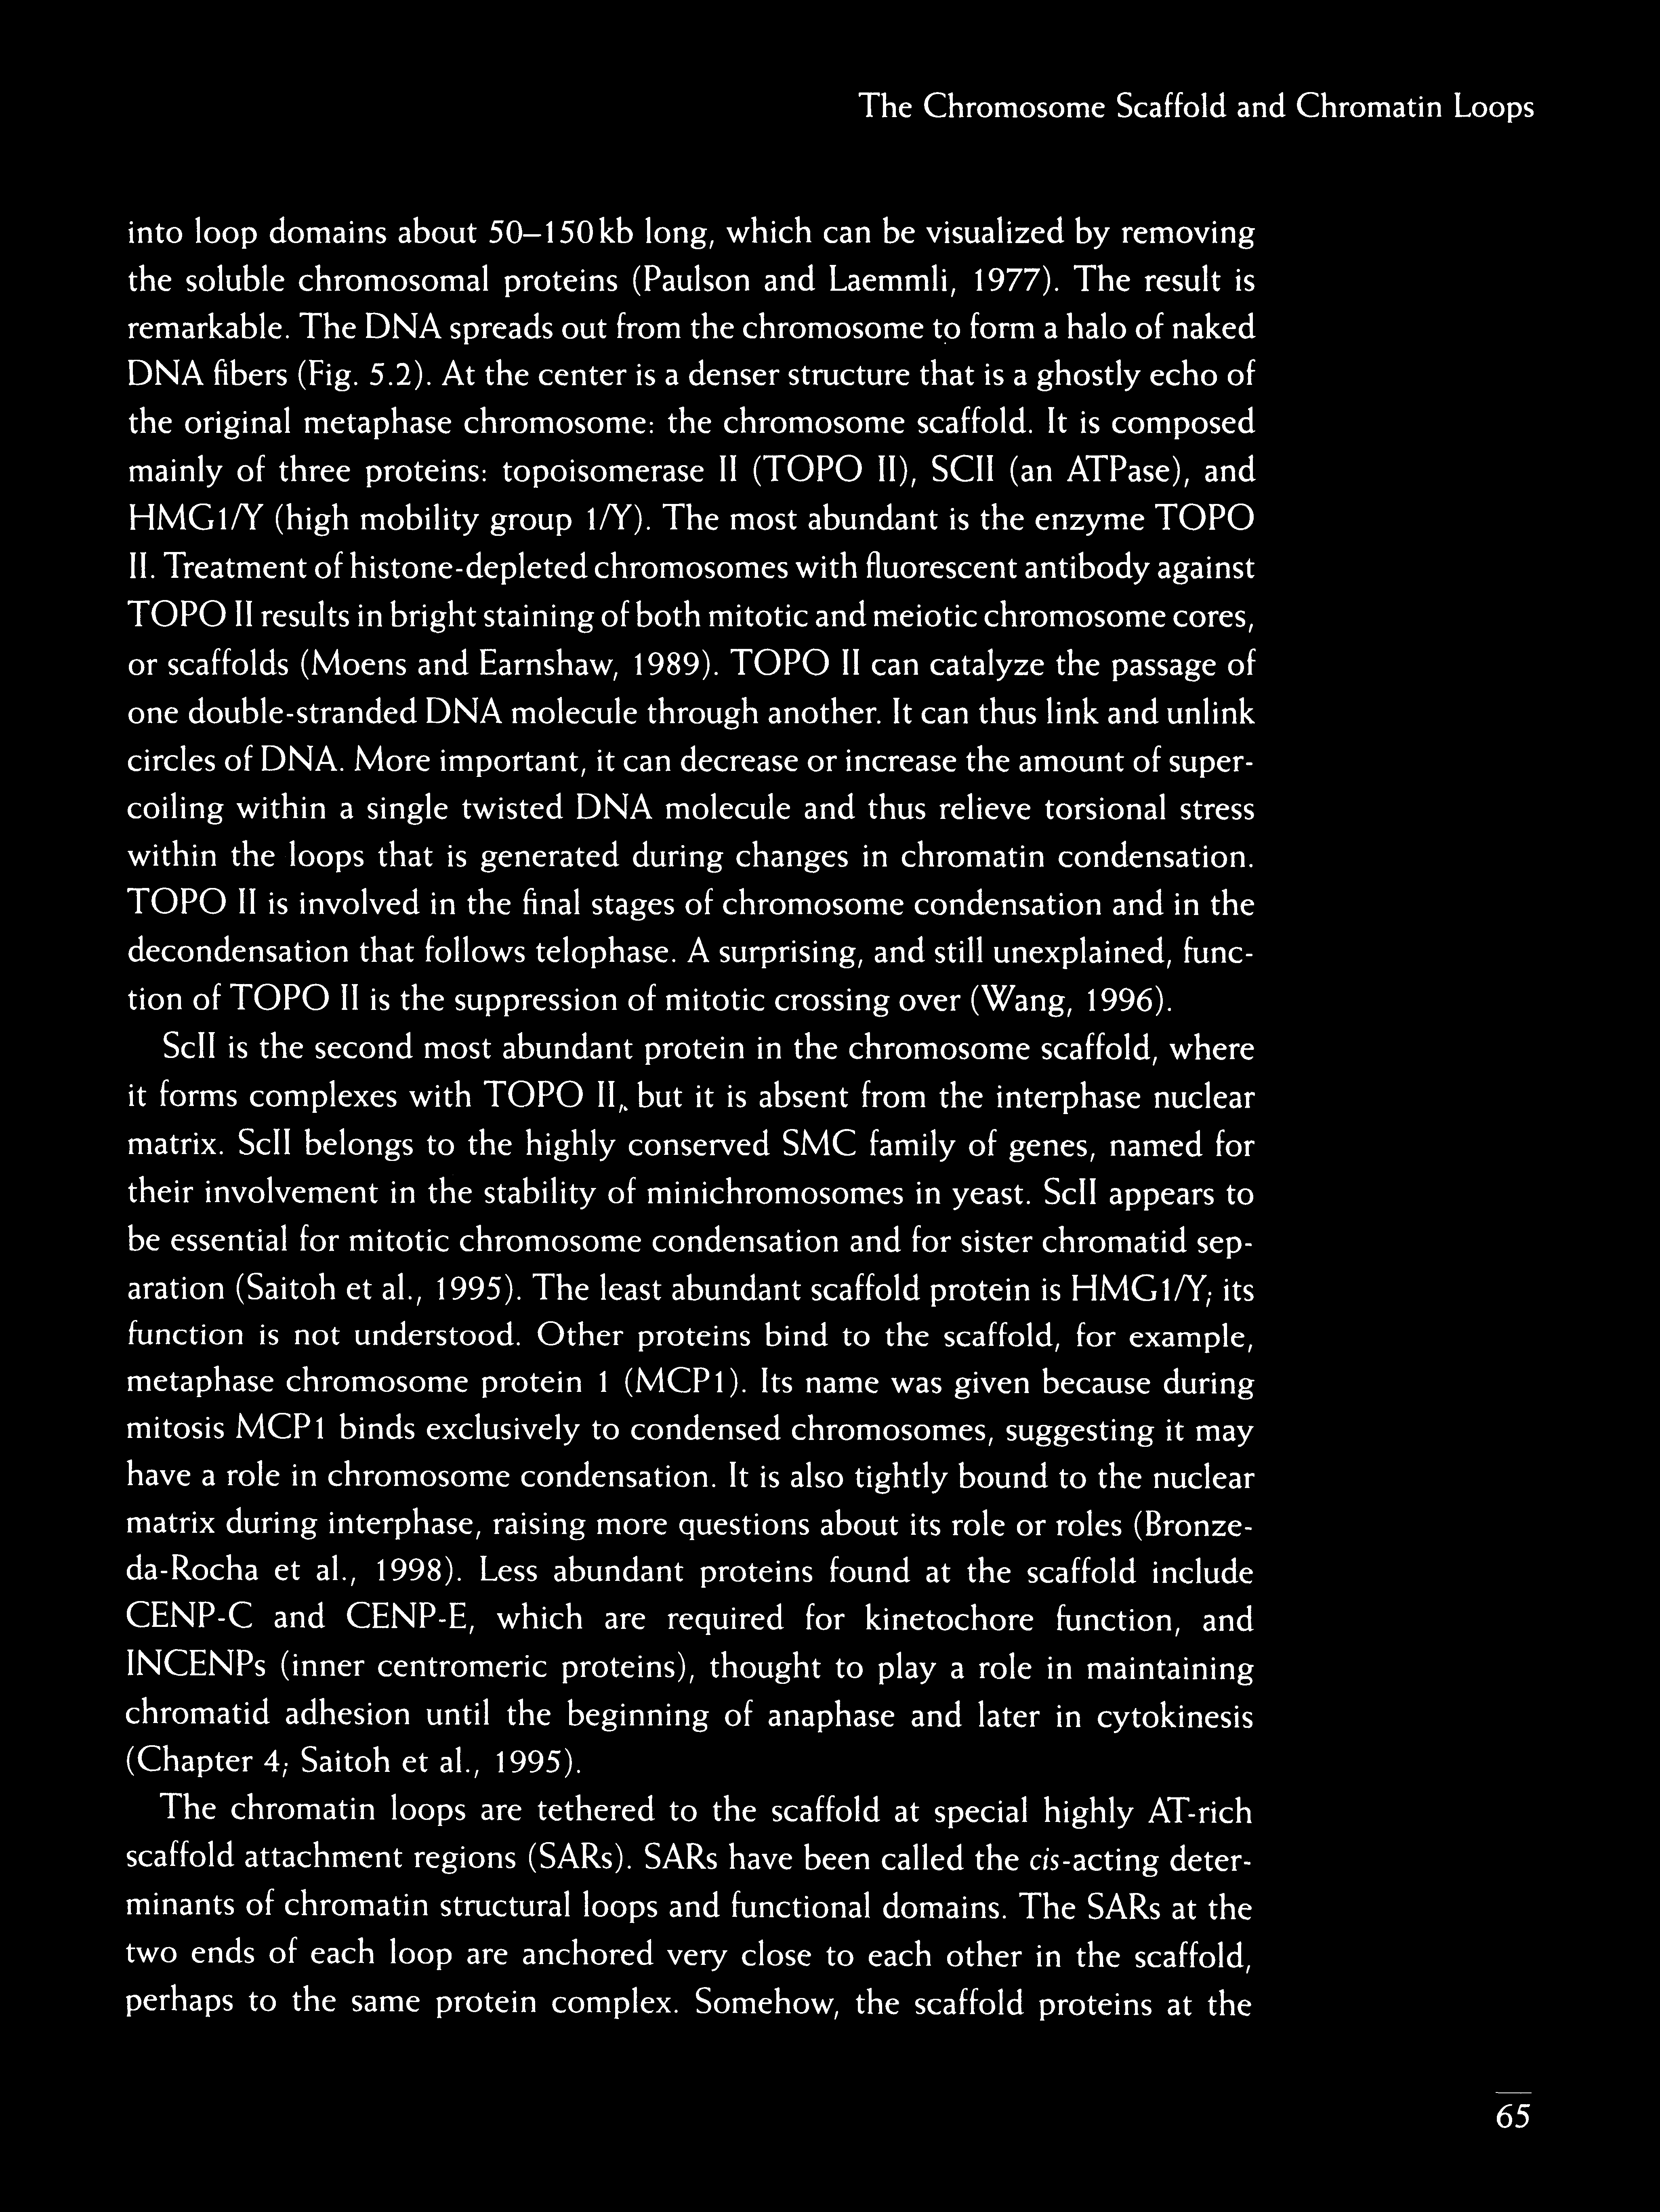 The Chromosome Scaffold and Chromatin Loops
into loop domains about 50–150 kb long, which can be visualized by removing
the soluble chromosomal proteins (Paulson and Laemmli, 1977). The result is
remarkable. The DNA spreads out from the chromosome to form a halo of naked
DNA fibers (Fig. 5.2). At the center is a denser structure that is a ghostly echo of
the original metaphase chromosome: the chromosome scaffold. It is composed
mainly of three proteins: topoisomerase II (TOPO II), SCII (an ATPase), and
HMG1/Y (high mobility group 1/Y). The most abundant is the enzyme TOPO
II. Treatment of histone-depleted chromosomes with fluorescent antibody against
TOPO II results in bright staining of both mitotic and meiotic chromosome cores,
or scaffolds (Moens and Earnshaw, 1989). TOPO II can catalyze the passage of
one double-stranded DNA molecule through another. It can thus link and unlink
circles of DNA. More important, it can decrease or increase the amount of super-
coiling within a single twisted DNA molecule and thus relieve torsional stress
within the loops that is generated during changes in chromatin condensation.
TOPO II is involved in the final stages of chromosome condensation and in the
decondensation that follows telophase. A surprising, and still unexplained, func-
tion of TOPO II is the suppression of mitotic crossing over (Wang, 1996).
ScII is the second most abundant protein in the chromosome scaffold, where
it forms complexes with TOPO II, but it is absent from the interphase nuclear
matrix. ScII belongs to the highly conserved SMC family of genes, named for
their involvement in the stability of minichromosomes in yeast. ScII appears to
be essential for mitotic chromosome condensation and for sister chromatid sep-
aration (Saitoh et al., 1995). The least abundant scaffold protein is HMG1/Y; its
function is not understood. Other proteins bind to the scaffold, for example,
metaphase chromosome protein 1 (MCP1). Its name was given because during
mitosis MCP1 binds exclusively to condensed chromosomes, suggesting it may
have a role in chromosome condensation. It is also tightly bound to the nuclear
matrix during interphase, raising more questions about its role or roles (Bronze-
da-Rocha et al., 1998). Less abundant proteins found at the scaffold include
CENP-C and CENP-E, which are required for kinetochore function, and
INCENPs (inner centromeric proteins), thought to play a role in maintaining
chromatid adhesion until the beginning of anaphase and later in cytokinesis
(Chapter 4; Saitoh et al., 1995).
The chromatin loops are tethered to the scaffold at special highly AT-rich
scaffold attachment regions (SARs). SARs have been called the cis-acting deter-
minants of chromatin structural loops and functional domains. The SARs at the
two ends of each loop are anchored very close to each other in the scaffold,
perhaps to the same protein complex. Somehow, the scaffold proteins at the
65